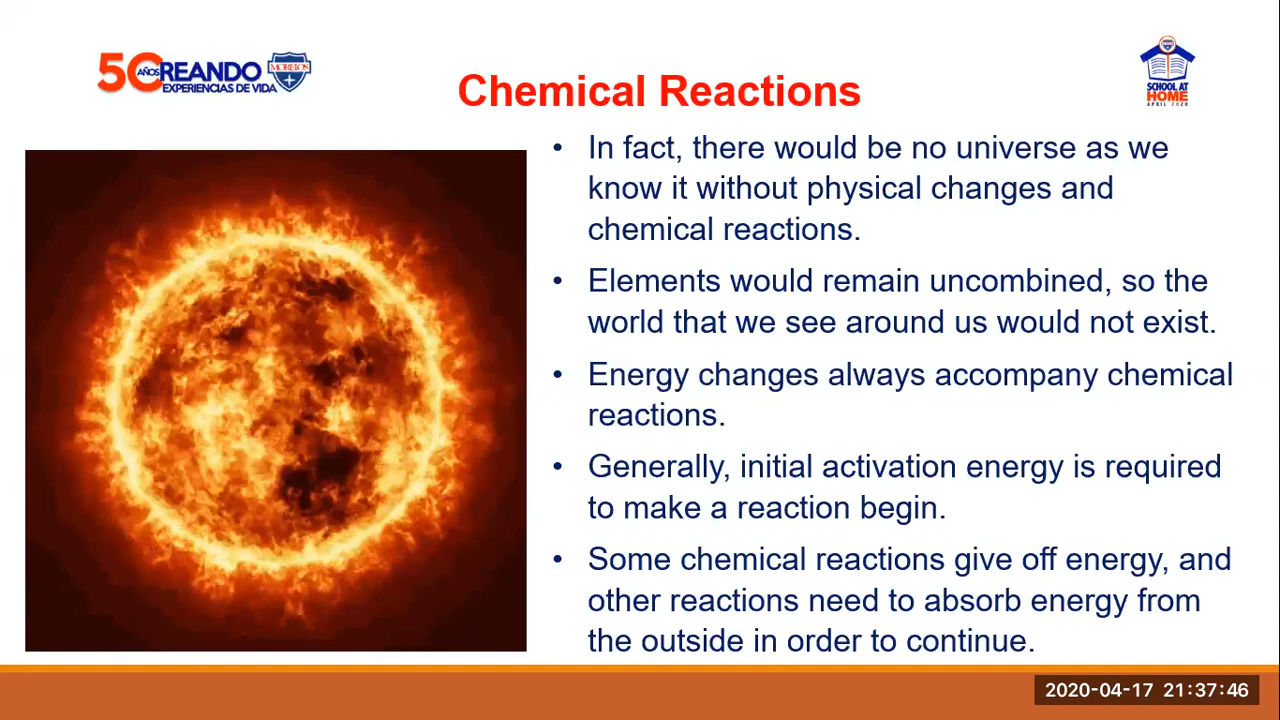 50 AÑOS CREANDO
EXPERIENCIAS DE VIDA
MORELOS
SCHOOL AT
HOME
APRIL 2020
Chemical Reactions
• In fact, there would be no universe as we
know it without physical changes and
chemical reactions.
• Elements would remain uncombined, so the
world that we see around us would not exist.
• Energy changes always accompany chemical
reactions.
• Generally, initial activation energy is required
to make a reaction begin.
• Some chemical reactions give off energy, and
other reactions need to absorb energy from
the outside in order to continue.
2020-04-17 21:37:46